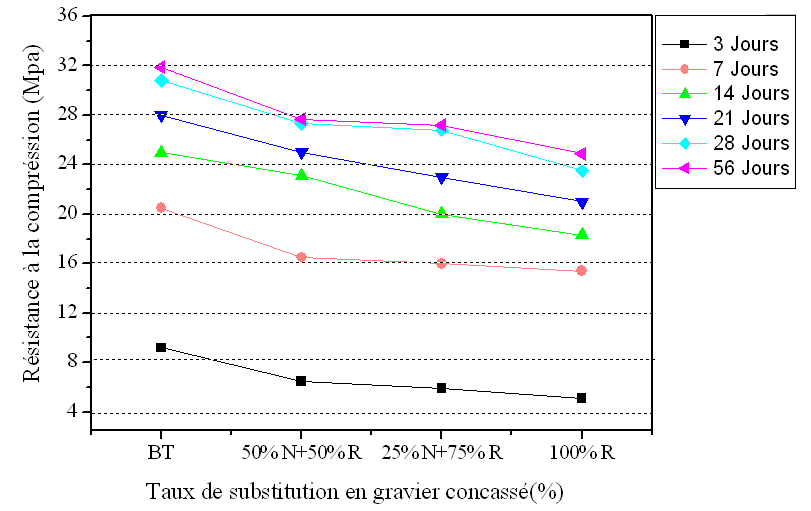 36
32
28
24
20
16
12
8
4
Résistance à la compréssion (Mpa)
BT
50% N+50% R
25% N+75% R
100% R
Taux de substitution en gravier concassé(%)
3 Jours
7 Jours
14 Jours
21 Jours
28 Jours
56 Jours